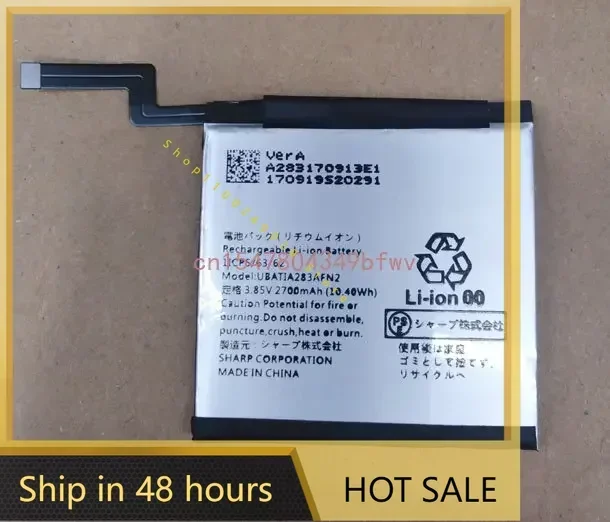 VerA
A283170913E1
170919S20291
電池パック(リチウムイオン)
Rechargeable Li-ion Battery
1CP6/63/62
cn1547804349bfwv
Model:UBATIA283AFN2
定格 3.85V 2700mAh (10.40Wh)
Caution Potential for fire or
burning. Do not disassemble,
puncture,crush,heat or burn.
製造元:シャープ株式会社
SHARP CORPORATION
MADE IN CHINA
Li-ion 00
PSE シャープ株式会社
使用後は家庭
ゴミとして捨てず、
リサイクルへ
Ship in 48 hours
HOT SALE